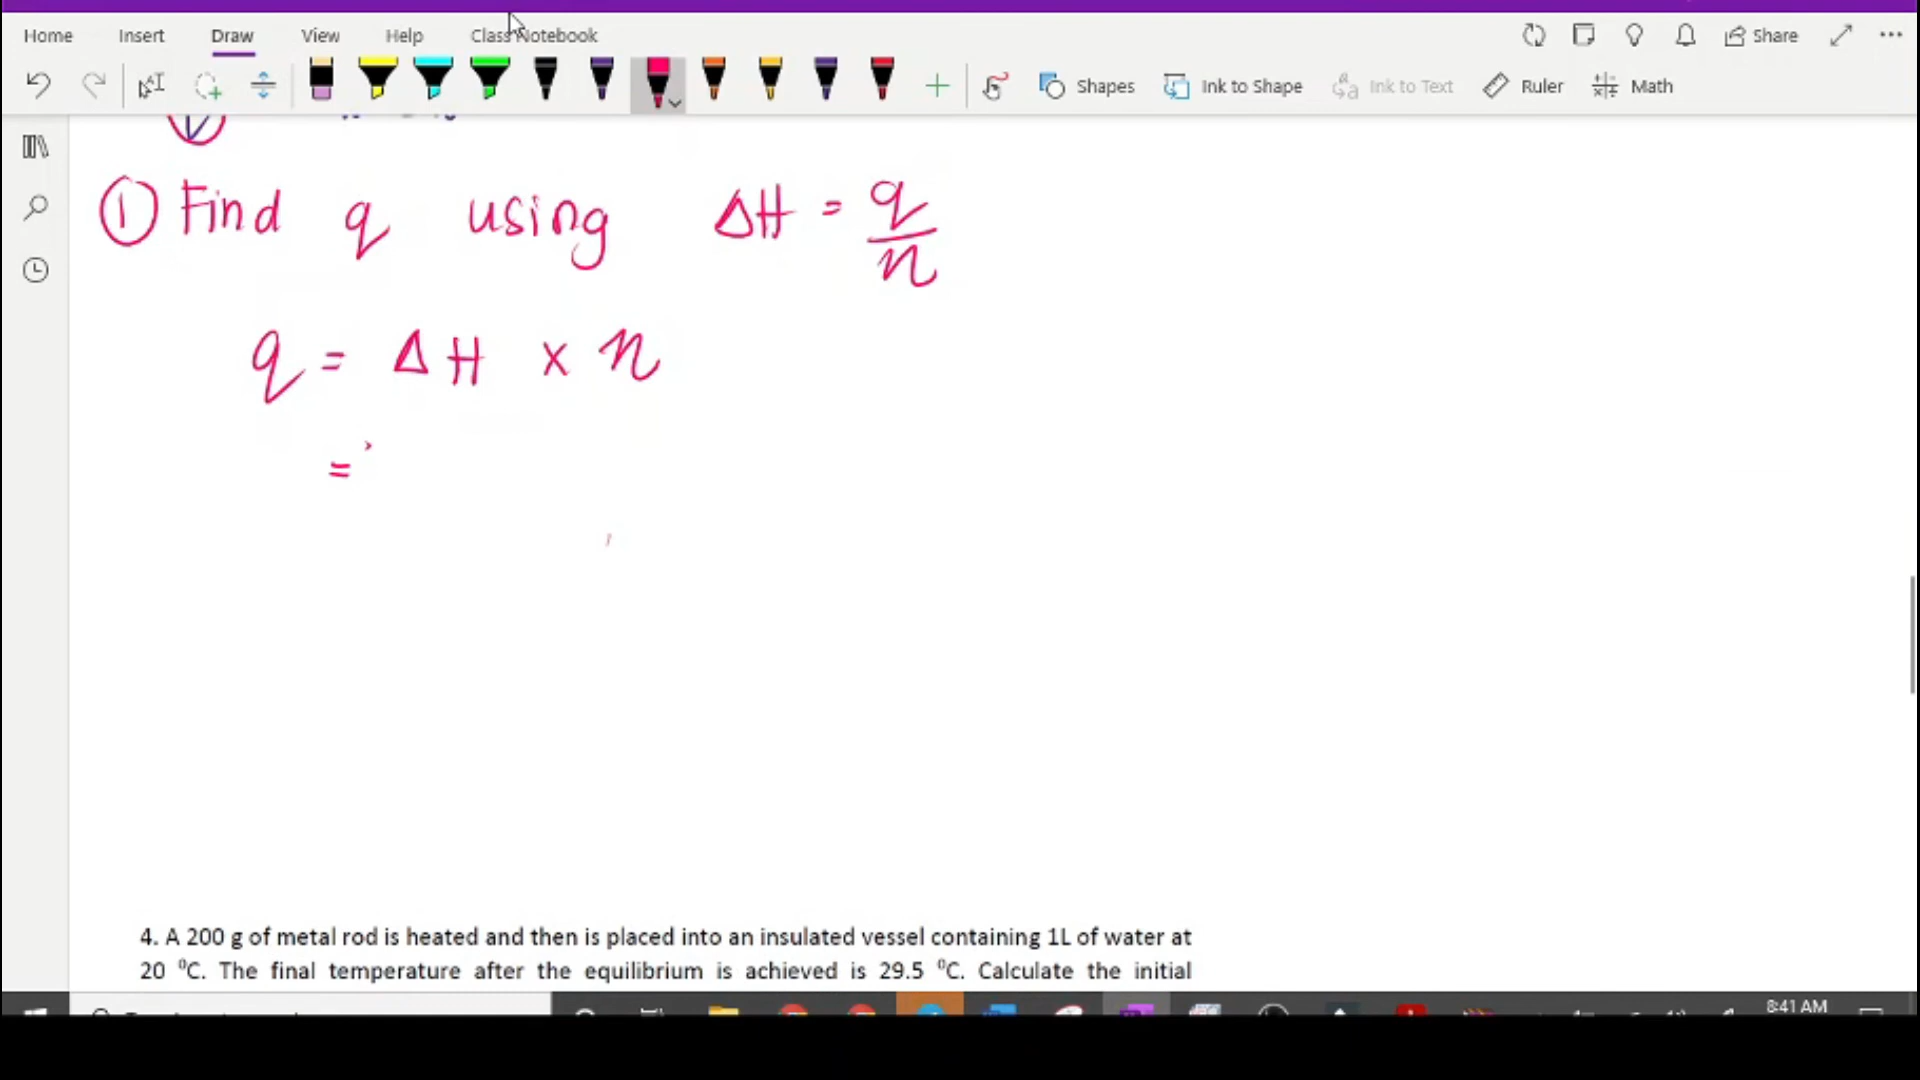 Home Insert Draw View Help Class Notebook Share
Shapes Ink to Shape Ink to Text Ruler Math
① Find q using ΔH = q/n
q = ΔH x n
=
4. A 200 g of metal rod is heated and then is placed into an insulated vessel containing 1L of water at
20 ⁰C. The final temperature after the equilibrium is achieved is 29.5 ⁰C. Calculate the initial
8:41 AM